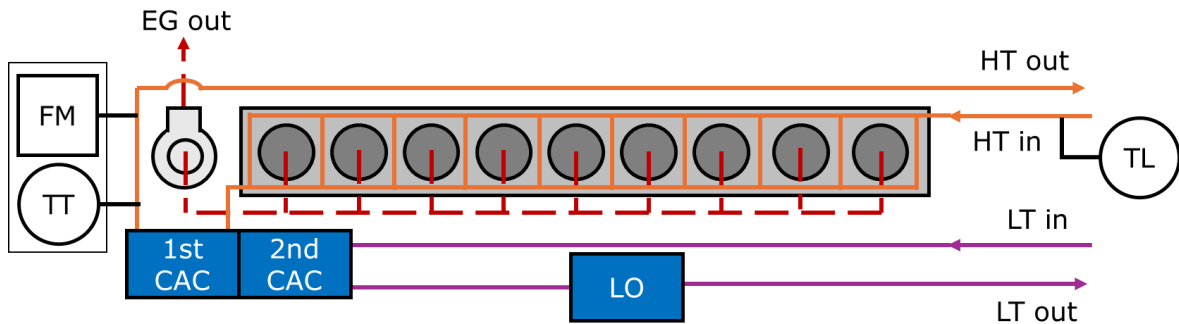 EG out
HT out
FM
HT in
TL
TT
LT in
1st
CAC
2nd
CAC
LO
LT out